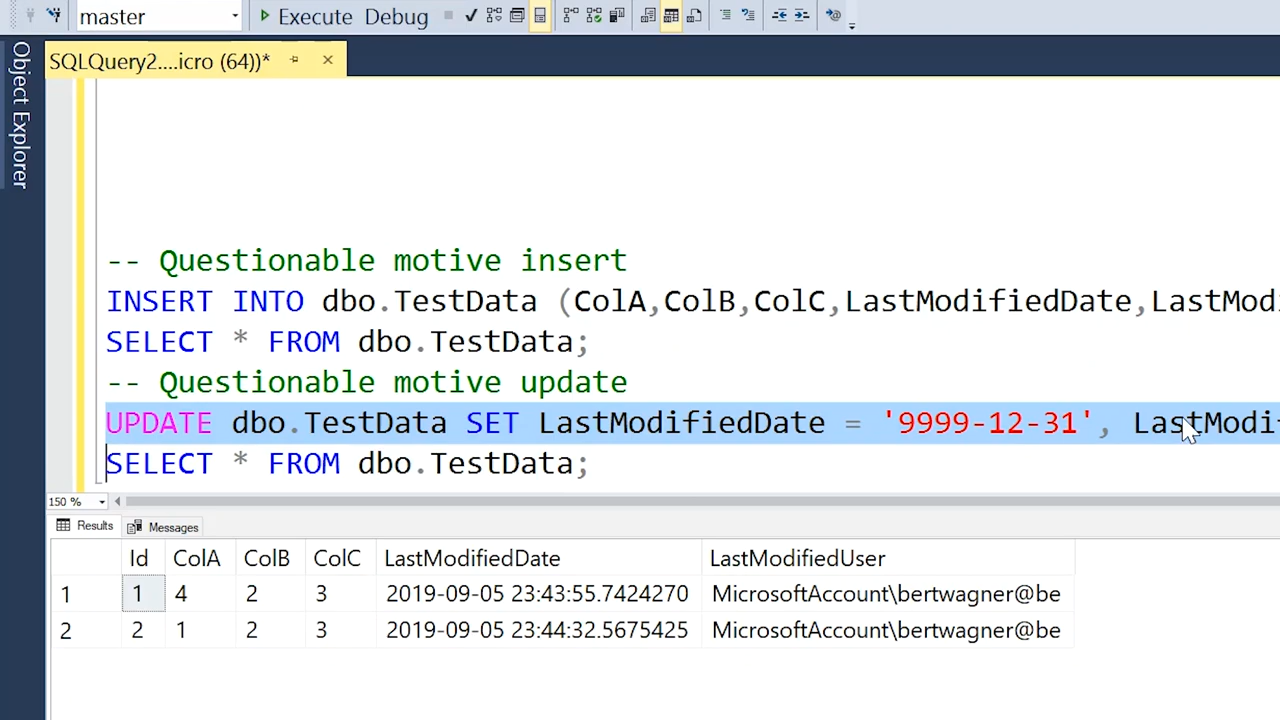 master Execute Debug
SQLQuery2....icro (64))*
Object Explorer
-- Questionable motive insert
INSERT INTO dbo.TestData (ColA,ColB,ColC,LastModifiedDate,LastModi
SELECT * FROM dbo.TestData;
-- Questionable motive update
UPDATE dbo.TestData SET LastModifiedDate = '9999-12-31', LastModif
SELECT * FROM dbo.TestData;
150 %
Results Messages
Id ColA ColB ColC LastModifiedDate LastModifiedUser
1 1 4 2 3 2019-09-05 23:43:55.7424270 MicrosoftAccount\bertwagner@be
2 2 1 2 3 2019-09-05 23:44:32.5675425 MicrosoftAccount\bertwagner@be